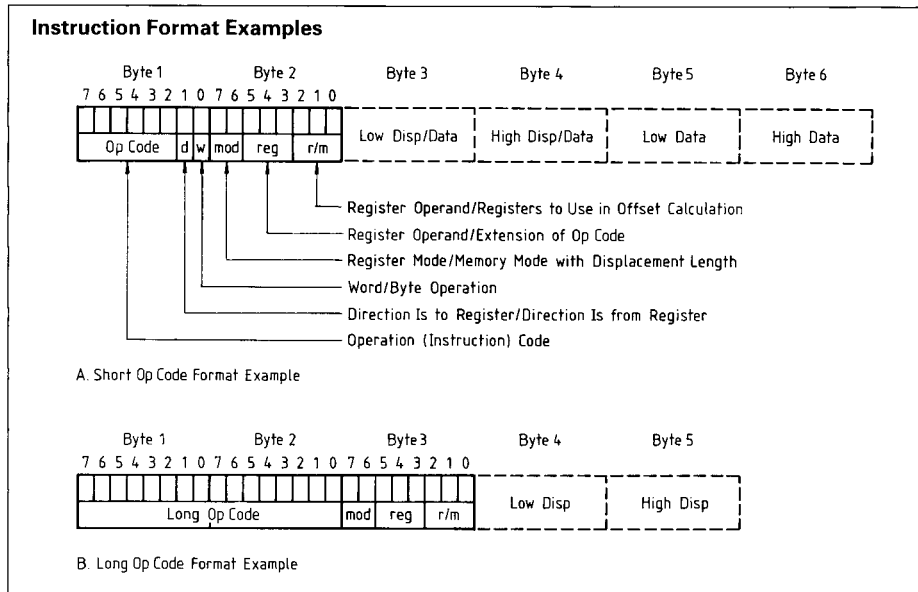 Instruction Format Examples
Byte 1 Byte 2 Byte 3 Byte 4 Byte 5 Byte 6
7 6 5 4 3 2 1 0 7 6 5 4 3 2 1 0
Op Code d w mod reg r/m Low Disp/Data High Disp/Data Low Data High Data
Register Operand/Registers to Use in Offset Calculation
Register Operand/Extension of Op Code
Register Mode/Memory Mode with Displacement Length
Word/Byte Operation
Direction Is to Register/Direction Is from Register
Operation (Instruction) Code
A. Short Op Code Format Example
Byte 1 Byte 2 Byte 3 Byte 4 Byte 5
7 6 5 4 3 2 1 0 7 6 5 4 3 2 1 0 7 6 5 4 3 2 1 0
Long Op Code mod reg r/m Low Disp High Disp
B. Long Op Code Format Example